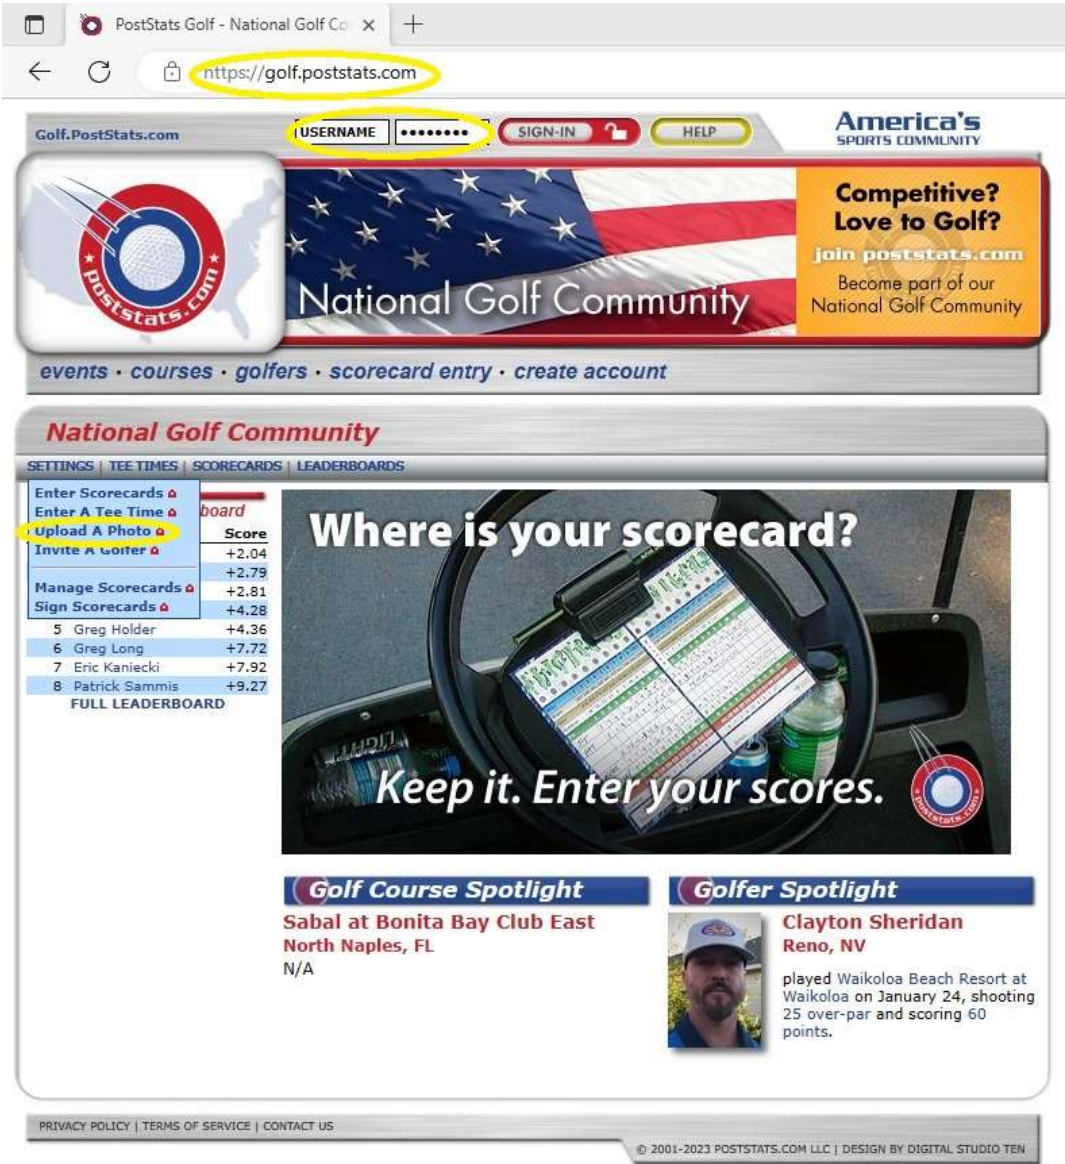 PostStats Golf - National Golf Co
https://golf.poststats.com
Golf.PostStats.com
USERNAME
SIGN-IN
HELP
America's
SPORTS COMMUNITY
poststats.com
National Golf Community
Competitive?
Love to Golf?
join poststats.com
Become part of our
National Golf Community
events · courses · golfers · scorecard entry · create account
National Golf Community
SETTINGS | TEE TIMES | SCORECARDS | LEADERBOARDS
Enter Scorecards
Enter A Tee Time
Upload A Photo
Invite A Golfer
Manage Scorecards
Sign Scorecards
board
Score
+2.04
+2.79
+2.81
+4.28
5 Greg Holder +4.36
6 Greg Long +7.72
7 Eric Kaniecki +7.92
8 Patrick Sammis +9.27
FULL LEADERBOARD
Where is your scorecard?
LIGHT
Keep it. Enter your scores.
poststats.com
Golf Course Spotlight
Sabal at Bonita Bay Club East
North Naples, FL
N/A
Golfer Spotlight
Clayton Sheridan
Reno, NV
played Waikoloa Beach Resort at
Waikoloa on January 24, shooting
25 over-par and scoring 60
points.
PRIVACY POLICY | TERMS OF SERVICE | CONTACT US
© 2001-2023 POSTSTATS.COM LLC | DESIGN BY DIGITAL STUDIO TEN